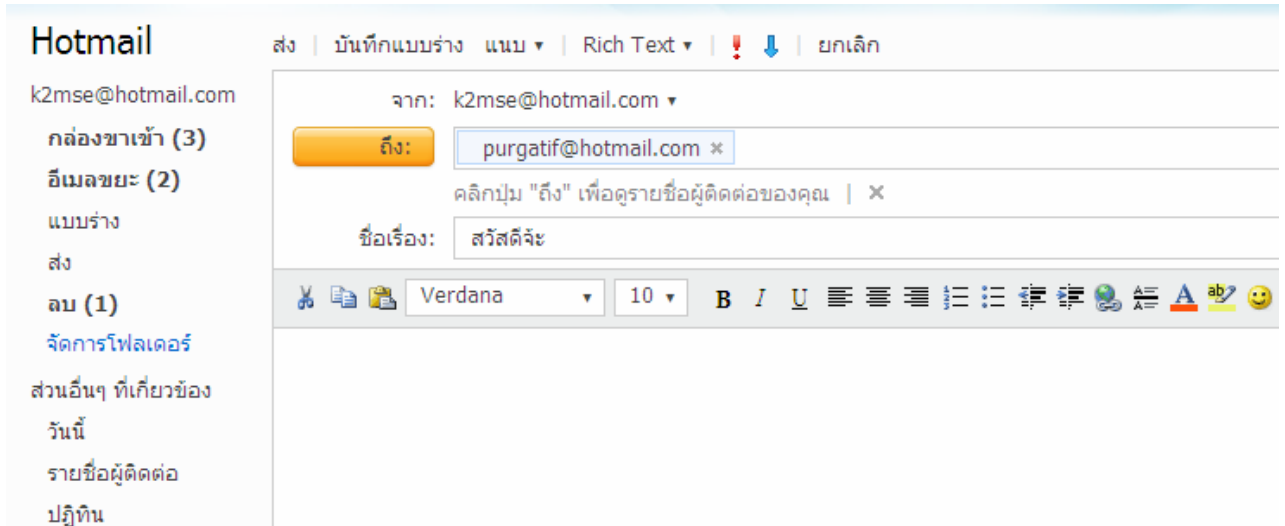 Hotmail
ส่ง | บันทึกแบบร่าง แนบ ▾ | Rich Text ▾ | ยกเลิก
k2mse@hotmail.com
กล่องขาเข้า (3)
อีเมลขยะ (2)
แบบร่าง
ส่ง
ลบ (1)
จัดการโฟลเดอร์
ส่วนอื่นๆ ที่เกี่ยวข้อง
วันนี้
รายชื่อผู้ติดต่อ
ปฏิทิน
จาก: k2mse@hotmail.com ▾
ถึง: purgatif@hotmail.com ×
คลิกปุ่ม "ถึง" เพื่อดูรายชื่อผู้ติดต่อของคุณ | ×
ชื่อเรื่อง: สวัสดีจ้ะ
Verdana ▾ 10 ▾ B I U A ab